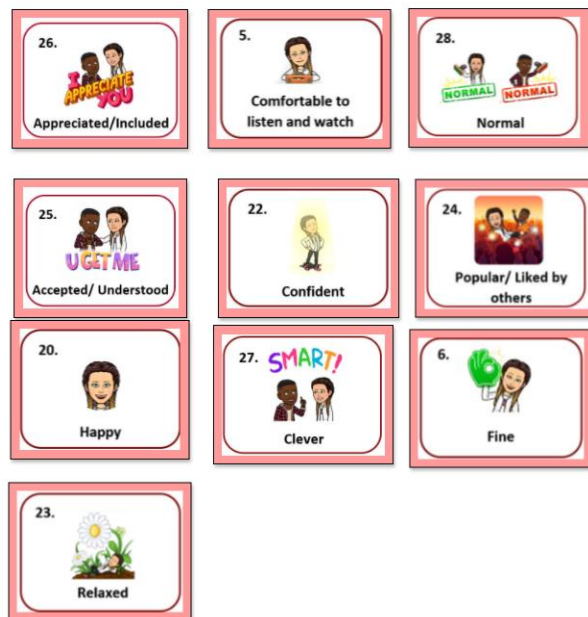 26.
I
APPRECIATE
YOU
Appreciated/Included
5.
Comfortable to
listen and watch
28.
NORMAL NORMAL
Normal
25.
U GET ME
Accepted/ Understood
22.
Confident
24.
Popular/ Liked by
others
20.
Happy
27.
SMART!
Clever
6.
Fine
23.
Relaxed